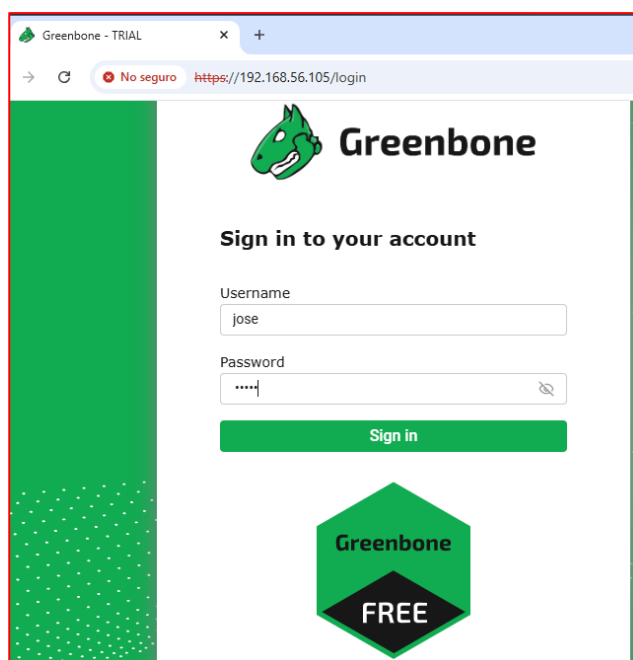 Greenbone - TRIAL
No seguro https://192.168.56.105/login
Greenbone
Sign in to your account
Username
jose
Password
•••••
Sign in
Greenbone
FREE